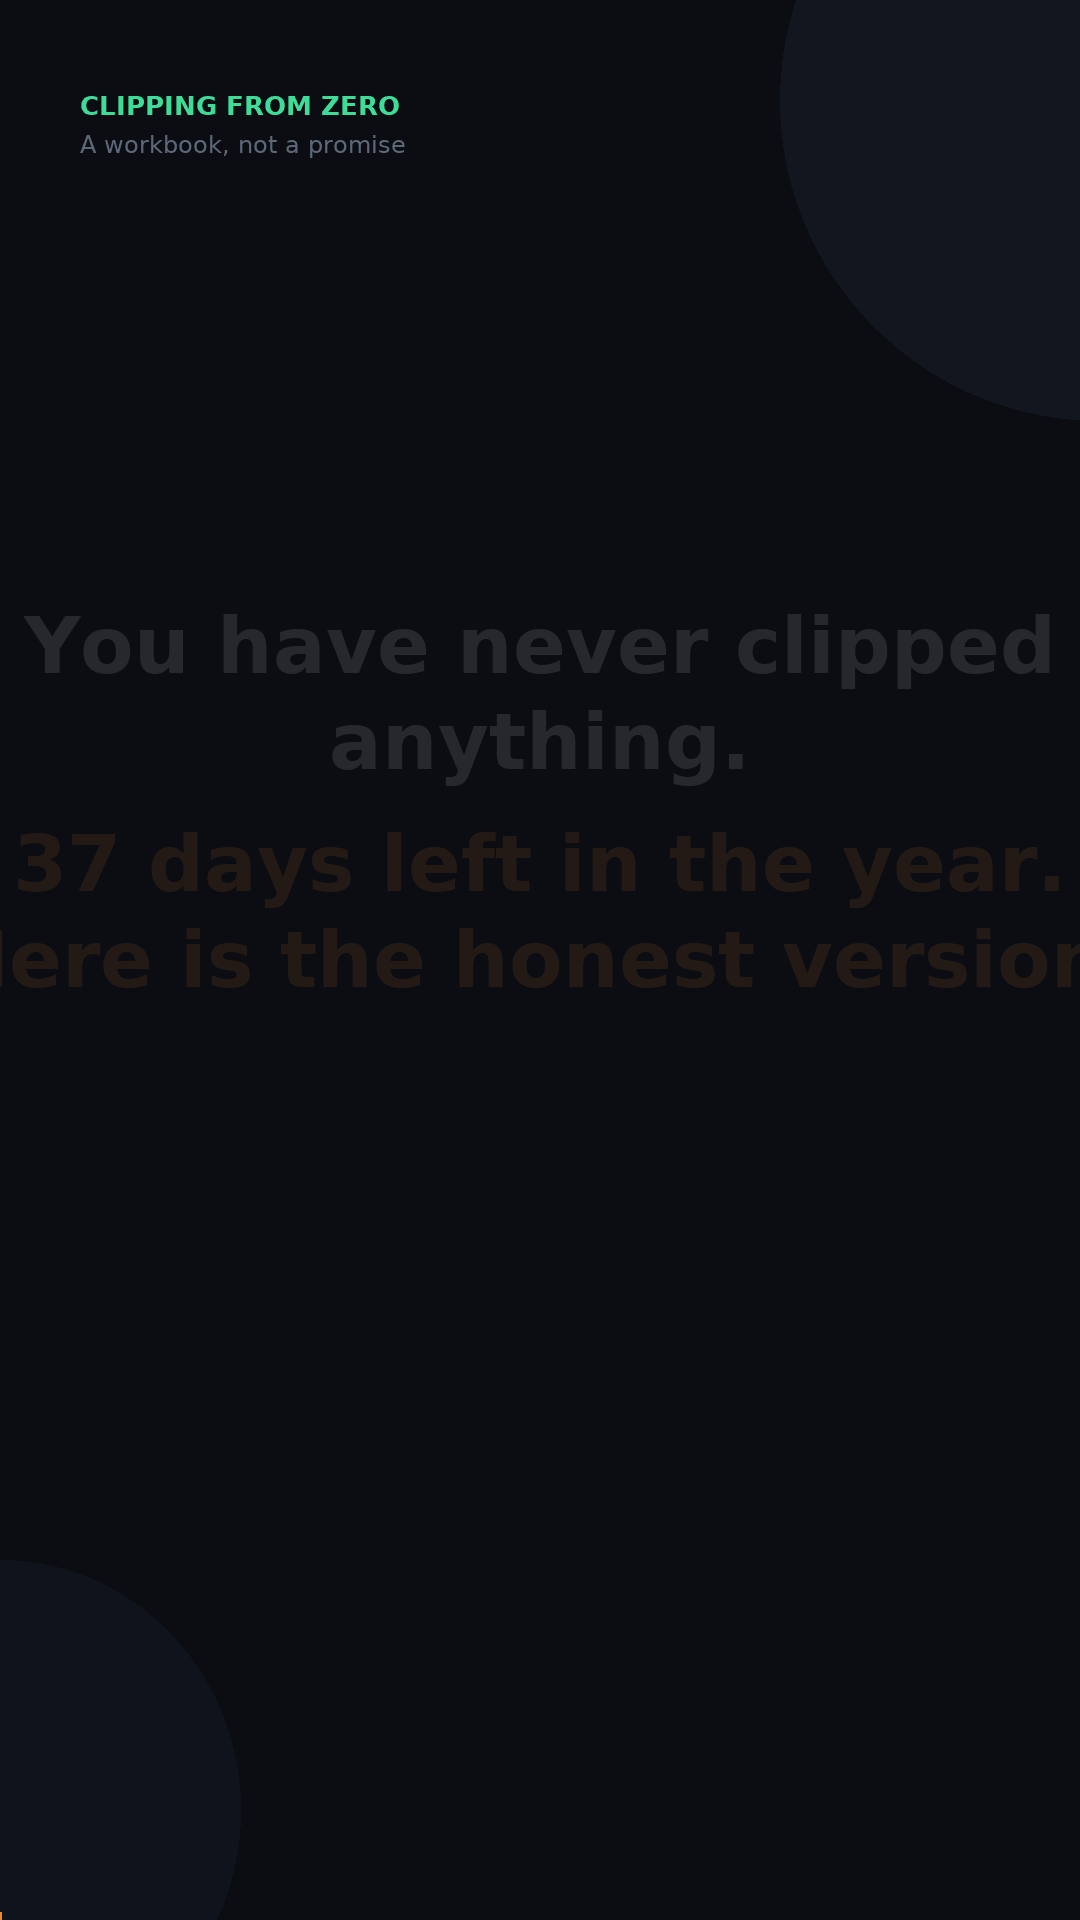 CLIPPING FROM ZERO
A workbook, not a promise
You have never clipped
anything.
37 days left in the year.
is the honest version